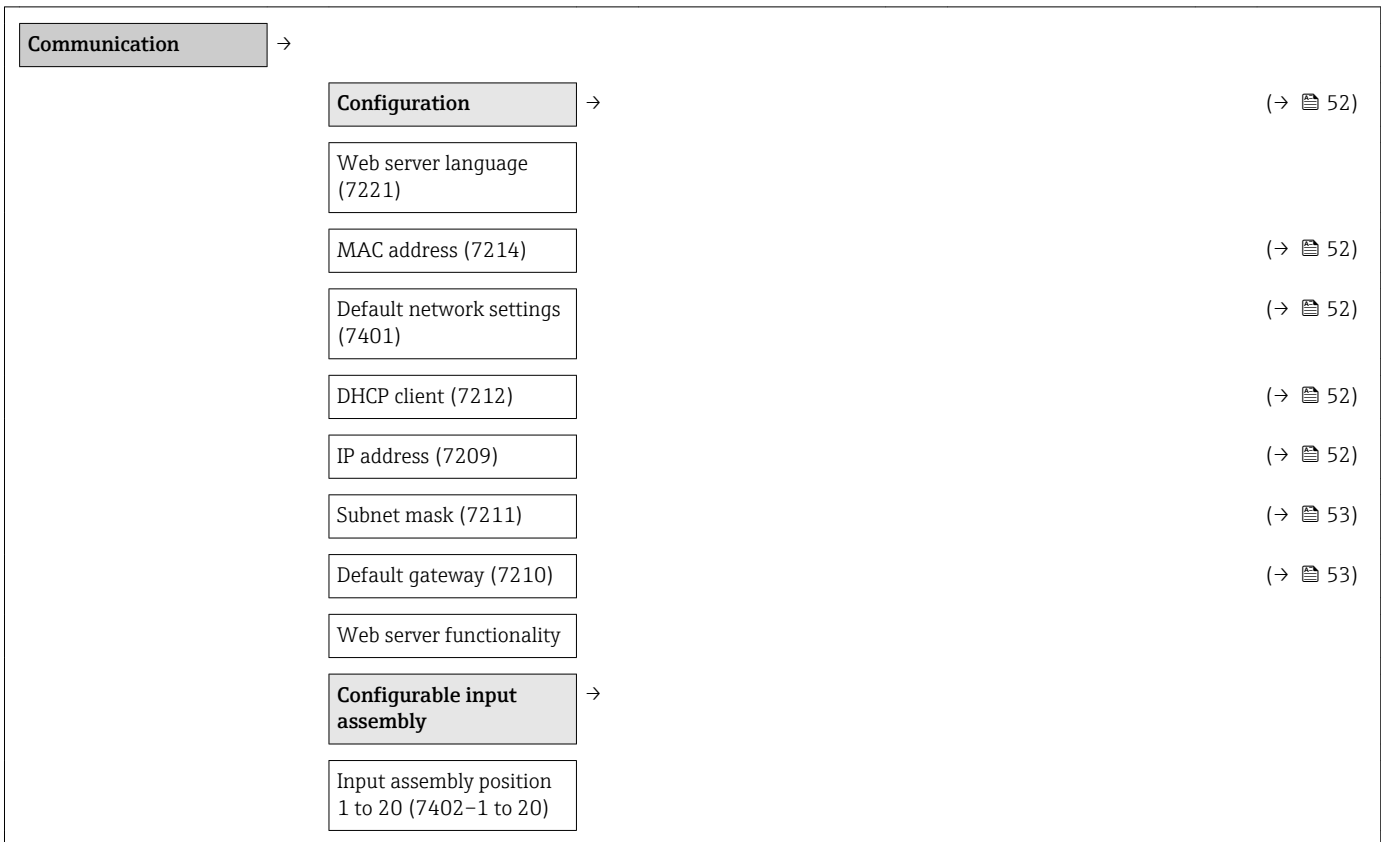 Communication →
Configuration → (→ 52)
Web server language
(7221)
MAC address (7214) (→ 52)
Default network settings (→ 52)
(7401)
DHCP client (7212) (→ 52)
IP address (7209) (→ 52)
Subnet mask (7211) (→ 53)
Default gateway (7210) (→ 53)
Web server functionality
Configurable input →
assembly
Input assembly position
1 to 20 (7402–1 to 20)